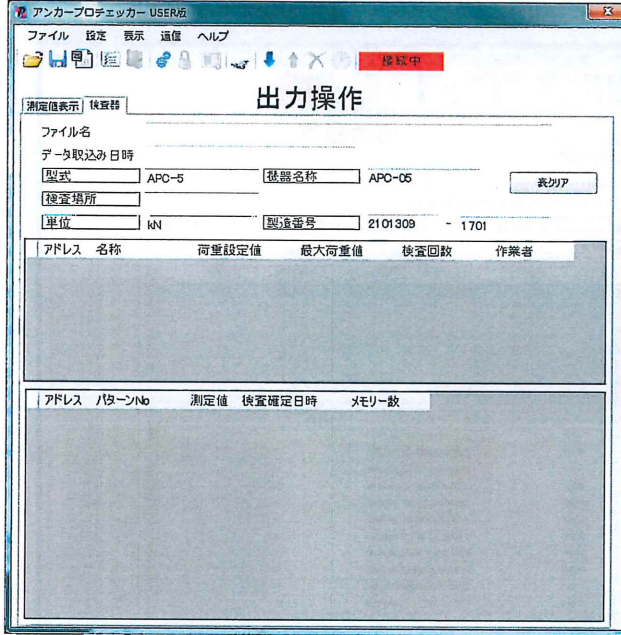 アンカープロチェッカー USER版
ファイル 設定 表示 通信 ヘルプ
接続中
出力操作
測定値表示 検査器
ファイル名
データ取込み日時
型式 APC-5 機器名称 APC-05 表クリア
検査場所
単位 kN 製造番号 2101309 - 1701
アドレス 名称 荷重設定値 最大荷重値 検査回数 作業者
アドレス パターンNo 測定値 検査確定日時 メモリー数